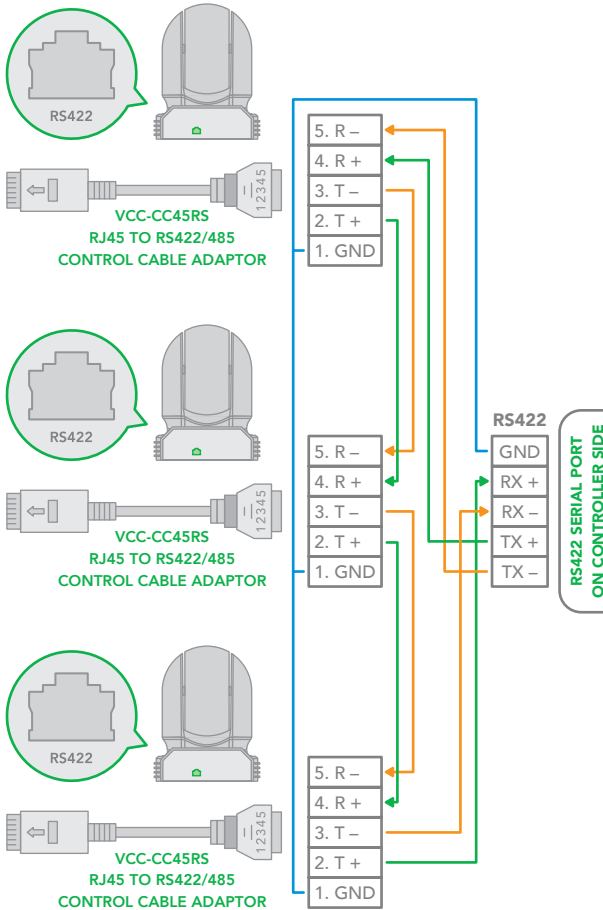 RS422
12345
VCC-CC45RS
RJ45 TO RS422/485
CONTROL CABLE ADAPTOR
5. R –
4. R +
3. T –
2. T +
1. GND
RS422
12345
VCC-CC45RS
RJ45 TO RS422/485
CONTROL CABLE ADAPTOR
5. R –
4. R +
3. T –
2. T +
1. GND
RS422
GND
RX +
RX –
TX +
TX –
RS422 SERIAL PORT
ON CONTROLLER SIDE
RS422
12345
VCC-CC45RS
RJ45 TO RS422/485
CONTROL CABLE ADAPTOR
5. R –
4. R +
3. T –
2. T +
1. GND